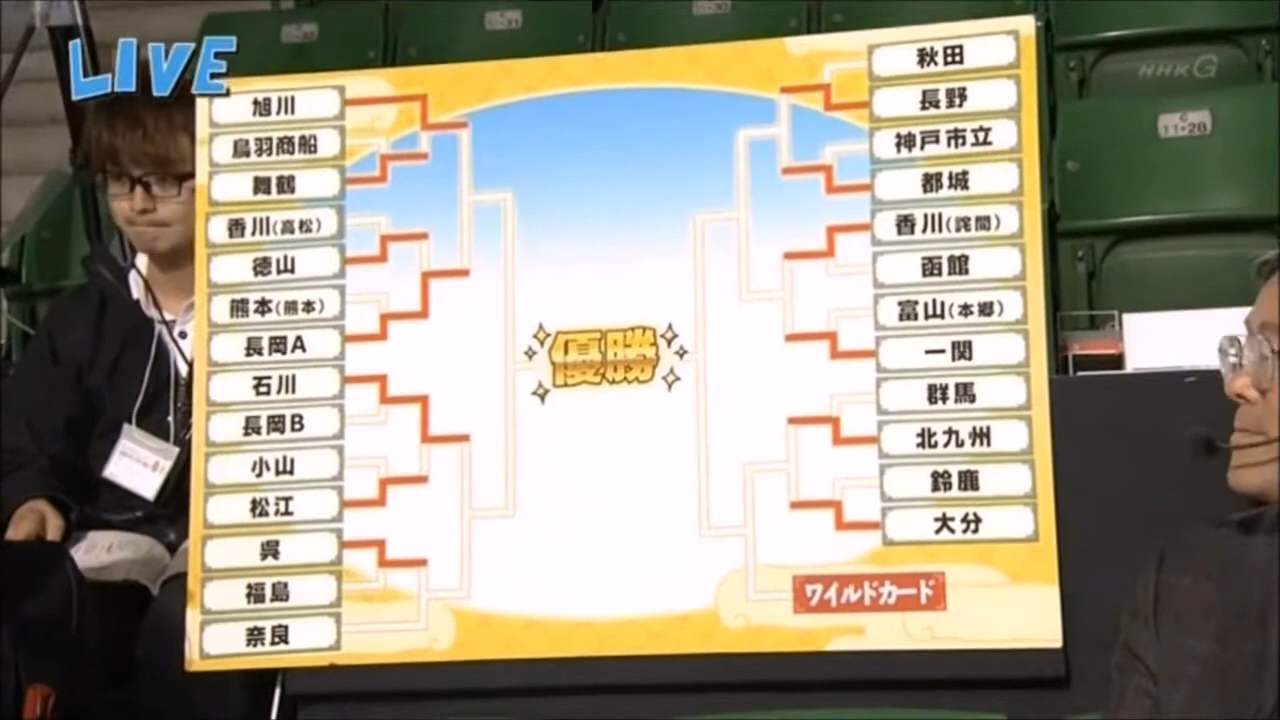 LIVE
NHKG
C
11-28
旭川
鳥羽商船
舞鶴
香川(高松)
徳山
熊本(熊本)
長岡A
石川
長岡B
小山
松江
呉
福島
奈良
優勝
秋田
長野
神戸市立
都城
香川(詫間)
函館
富山(本郷)
一関
群馬
北九州
鈴鹿
大分
ワイルドカード